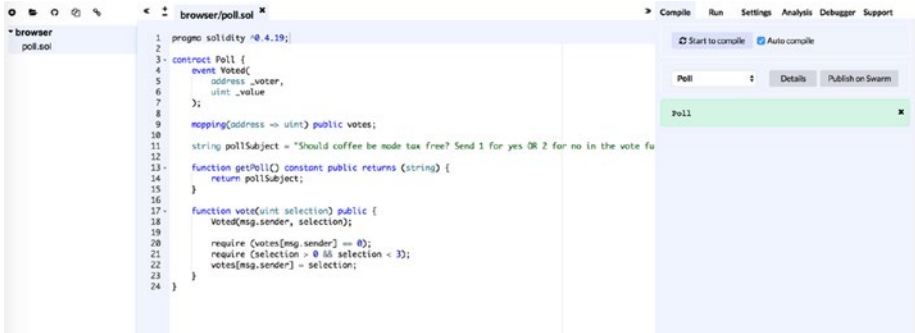 browser/poll.sol
Compile Run Settings Analysis Debugger Support
browser
poll.sol
1 pragma solidity ^0.4.19;
2
3 contract Poll {
4 event Voted(
5 address _voter,
6 uint _value
7 );
8
9 mapping(address => uint) public votes;
10
11 string pollSubject = "Should coffee be made tax free? Send 1 for yes OR 2 for no in the vote fu
12
13 function getPoll() constant public returns (string) {
14 return pollSubject;
15 }
16
17 function vote(uint selection) public {
18 Voted(msg.sender, selection);
19
20 require (votes[msg.sender] == 0);
21 require (selection > 0 && selection < 3);
22 votes[msg.sender] = selection;
23 }
24 }
Start to compile Auto compile
Poll Details Publish on Swarm
Poll